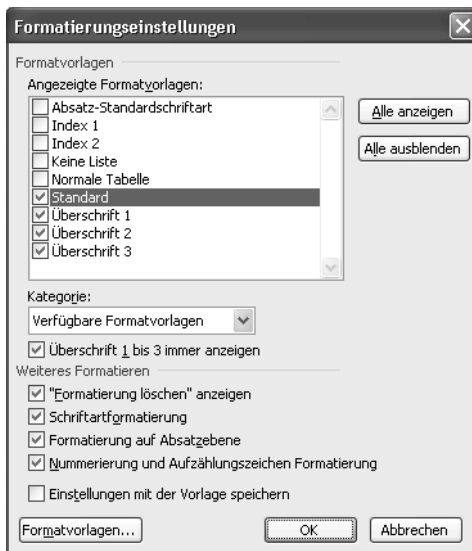 Formatierungseinstellungen
Formatvorlagen
Angezeigte Formatvorlagen:
Absatz-Standardschriftart
Index 1
Index 2
Keine Liste
Normale Tabelle
Standard
Überschrift 1
Überschrift 2
Überschrift 3
Alle anzeigen
Alle ausblenden
Kategorie:
Verfügbare Formatvorlagen
Überschrift 1 bis 3 immer anzeigen
Weiteres Formatieren
"Formatierung löschen" anzeigen
Schriftartformatierung
Formatierung auf Absatzebene
Nummerierung und Aufzählungszeichen Formatierung
Einstellungen mit der Vorlage speichern
Formatvorlagen... OK Abbrechen